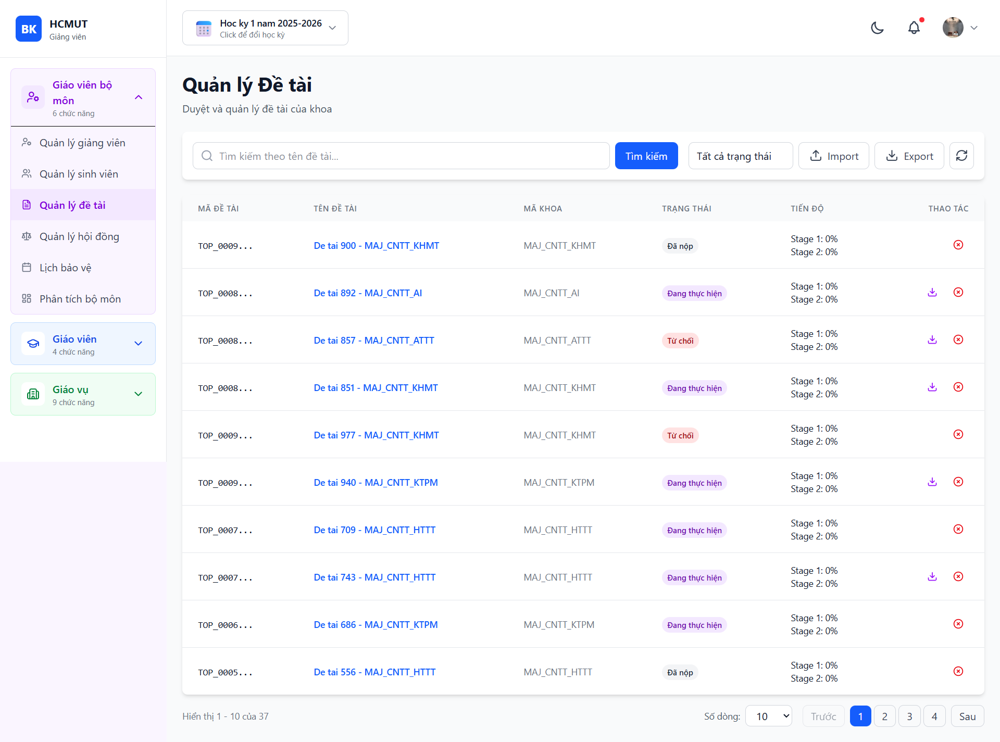 BK
HCMUT
Giảng viên
Giáo viên bộ
môn
6 chức năng
Quản lý giảng viên
Quản lý sinh viên
Quản lý đề tài
Quản lý hội đồng
Lịch bảo vệ
Phân tích bộ môn
Giáo viên
4 chức năng
Giáo vụ
9 chức năng
Hoc ky 1 nam 2025-2026
Click để đổi học kỳ
Quản lý Đề tài
Duyệt và quản lý đề tài của khoa
Tìm kiếm theo tên đề tài... Tìm kiếm Tất cả trạng thái Import Export
MÃ ĐỀ TÀI TÊN ĐỀ TÀI MÃ KHOA TRẠNG THÁI TIẾN ĐỘ THAO TÁC
TOP_0009... De tai 900 - MAJ_CNTT_KHMT MAJ_CNTT_KHMT Đã nộp Stage 1: 0%
Stage 2: 0%
TOP_0008... De tai 892 - MAJ_CNTT_AI MAJ_CNTT_AI Đang thực hiện Stage 1: 0%
Stage 2: 0%
TOP_0008... De tai 857 - MAJ_CNTT_ATTT MAJ_CNTT_ATTT Từ chối Stage 1: 0%
Stage 2: 0%
TOP_0008... De tai 851 - MAJ_CNTT_KHMT MAJ_CNTT_KHMT Đang thực hiện Stage 1: 0%
Stage 2: 0%
TOP_0009... De tai 977 - MAJ_CNTT_KHMT MAJ_CNTT_KHMT Từ chối Stage 1: 0%
Stage 2: 0%
TOP_0009... De tai 940 - MAJ_CNTT_KTPM MAJ_CNTT_KTPM Đang thực hiện Stage 1: 0%
Stage 2: 0%
TOP_0007... De tai 709 - MAJ_CNTT_HTTT MAJ_CNTT_HTTT Đang thực hiện Stage 1: 0%
Stage 2: 0%
TOP_0007... De tai 743 - MAJ_CNTT_HTTT MAJ_CNTT_HTTT Đang thực hiện Stage 1: 0%
Stage 2: 0%
TOP_0006... De tai 686 - MAJ_CNTT_KTPM MAJ_CNTT_KTPM Đang thực hiện Stage 1: 0%
Stage 2: 0%
TOP_0005... De tai 556 - MAJ_CNTT_HTTT MAJ_CNTT_HTTT Đã nộp Stage 1: 0%
Stage 2: 0%
Hiển thị 1 - 10 của 37 Số dòng: 10 Trước 1 2 3 4 Sau